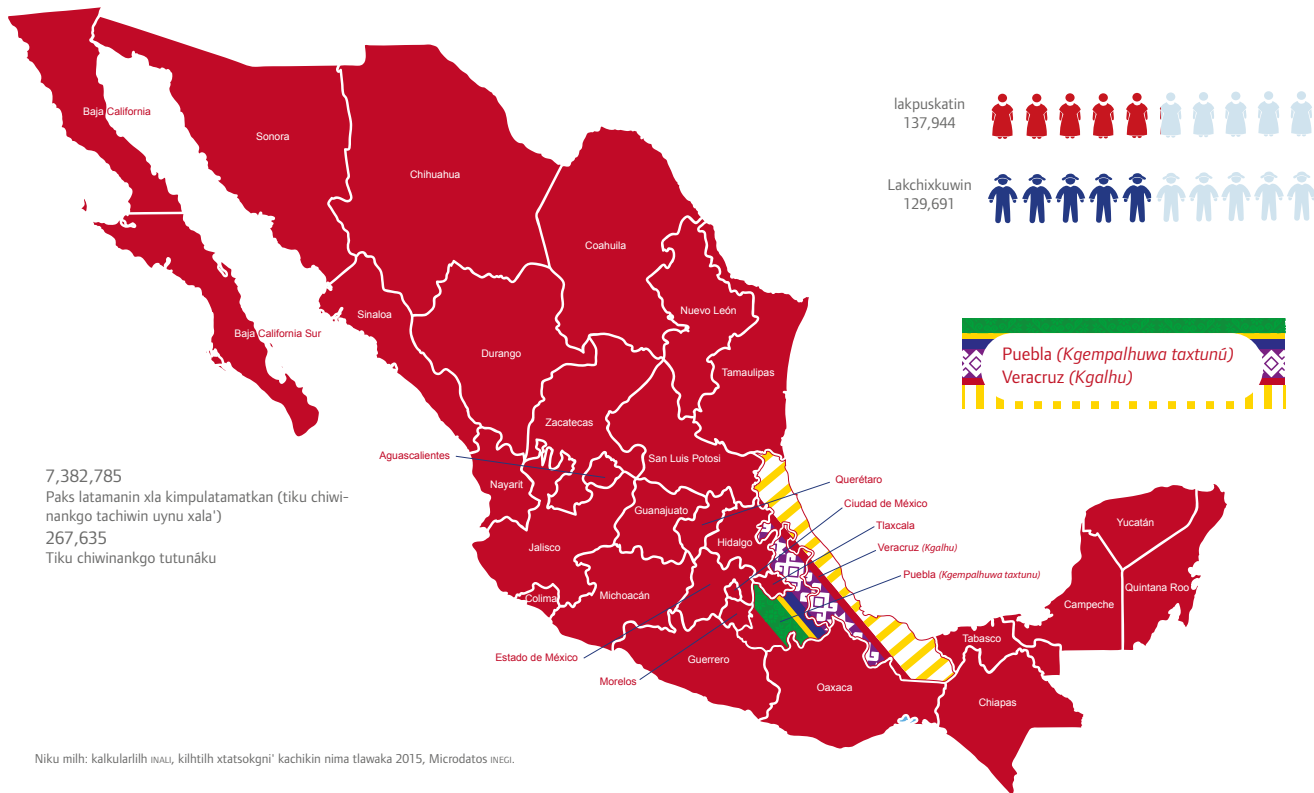 lakpuskatin
137,944
Lakchixkuwin
129,691
Baja California
Sonora
Chihuahua
Coahuila
Nuevo León
Sinaloa
Baja California Sur
Durango
Tamaulipas
Puebla (Kgempalhuwa taxtunú)
Veracruz (Kgalhu)
Zacatecas
Aguascalientes
San Luis Potosi
Nayarit
Querétaro
Ciudad de México
Guanajuato
Tlaxcala
Hidalgo
Jalisco
Veracruz (Kgalhu)
Puebla (Kgempalhuwa taxtunu)
Michoacán
Colima
Yucatán
Quintana Roo
Campeche
Tabasco
Estado de México
Guerrero
Morelos
Oaxaca
Chiapas
7,382,785
Paks latamanin xla kimpulatamatkan (tiku chiwi-
nankgo tachiwin uynu xala')
267,635
Tiku chiwinankgo tutunáku
Niku milh: kalkularlilh INALI, kilhtilh xtatsokgni' kachikin nima tlawaka 2015, Microdatos INEGI.